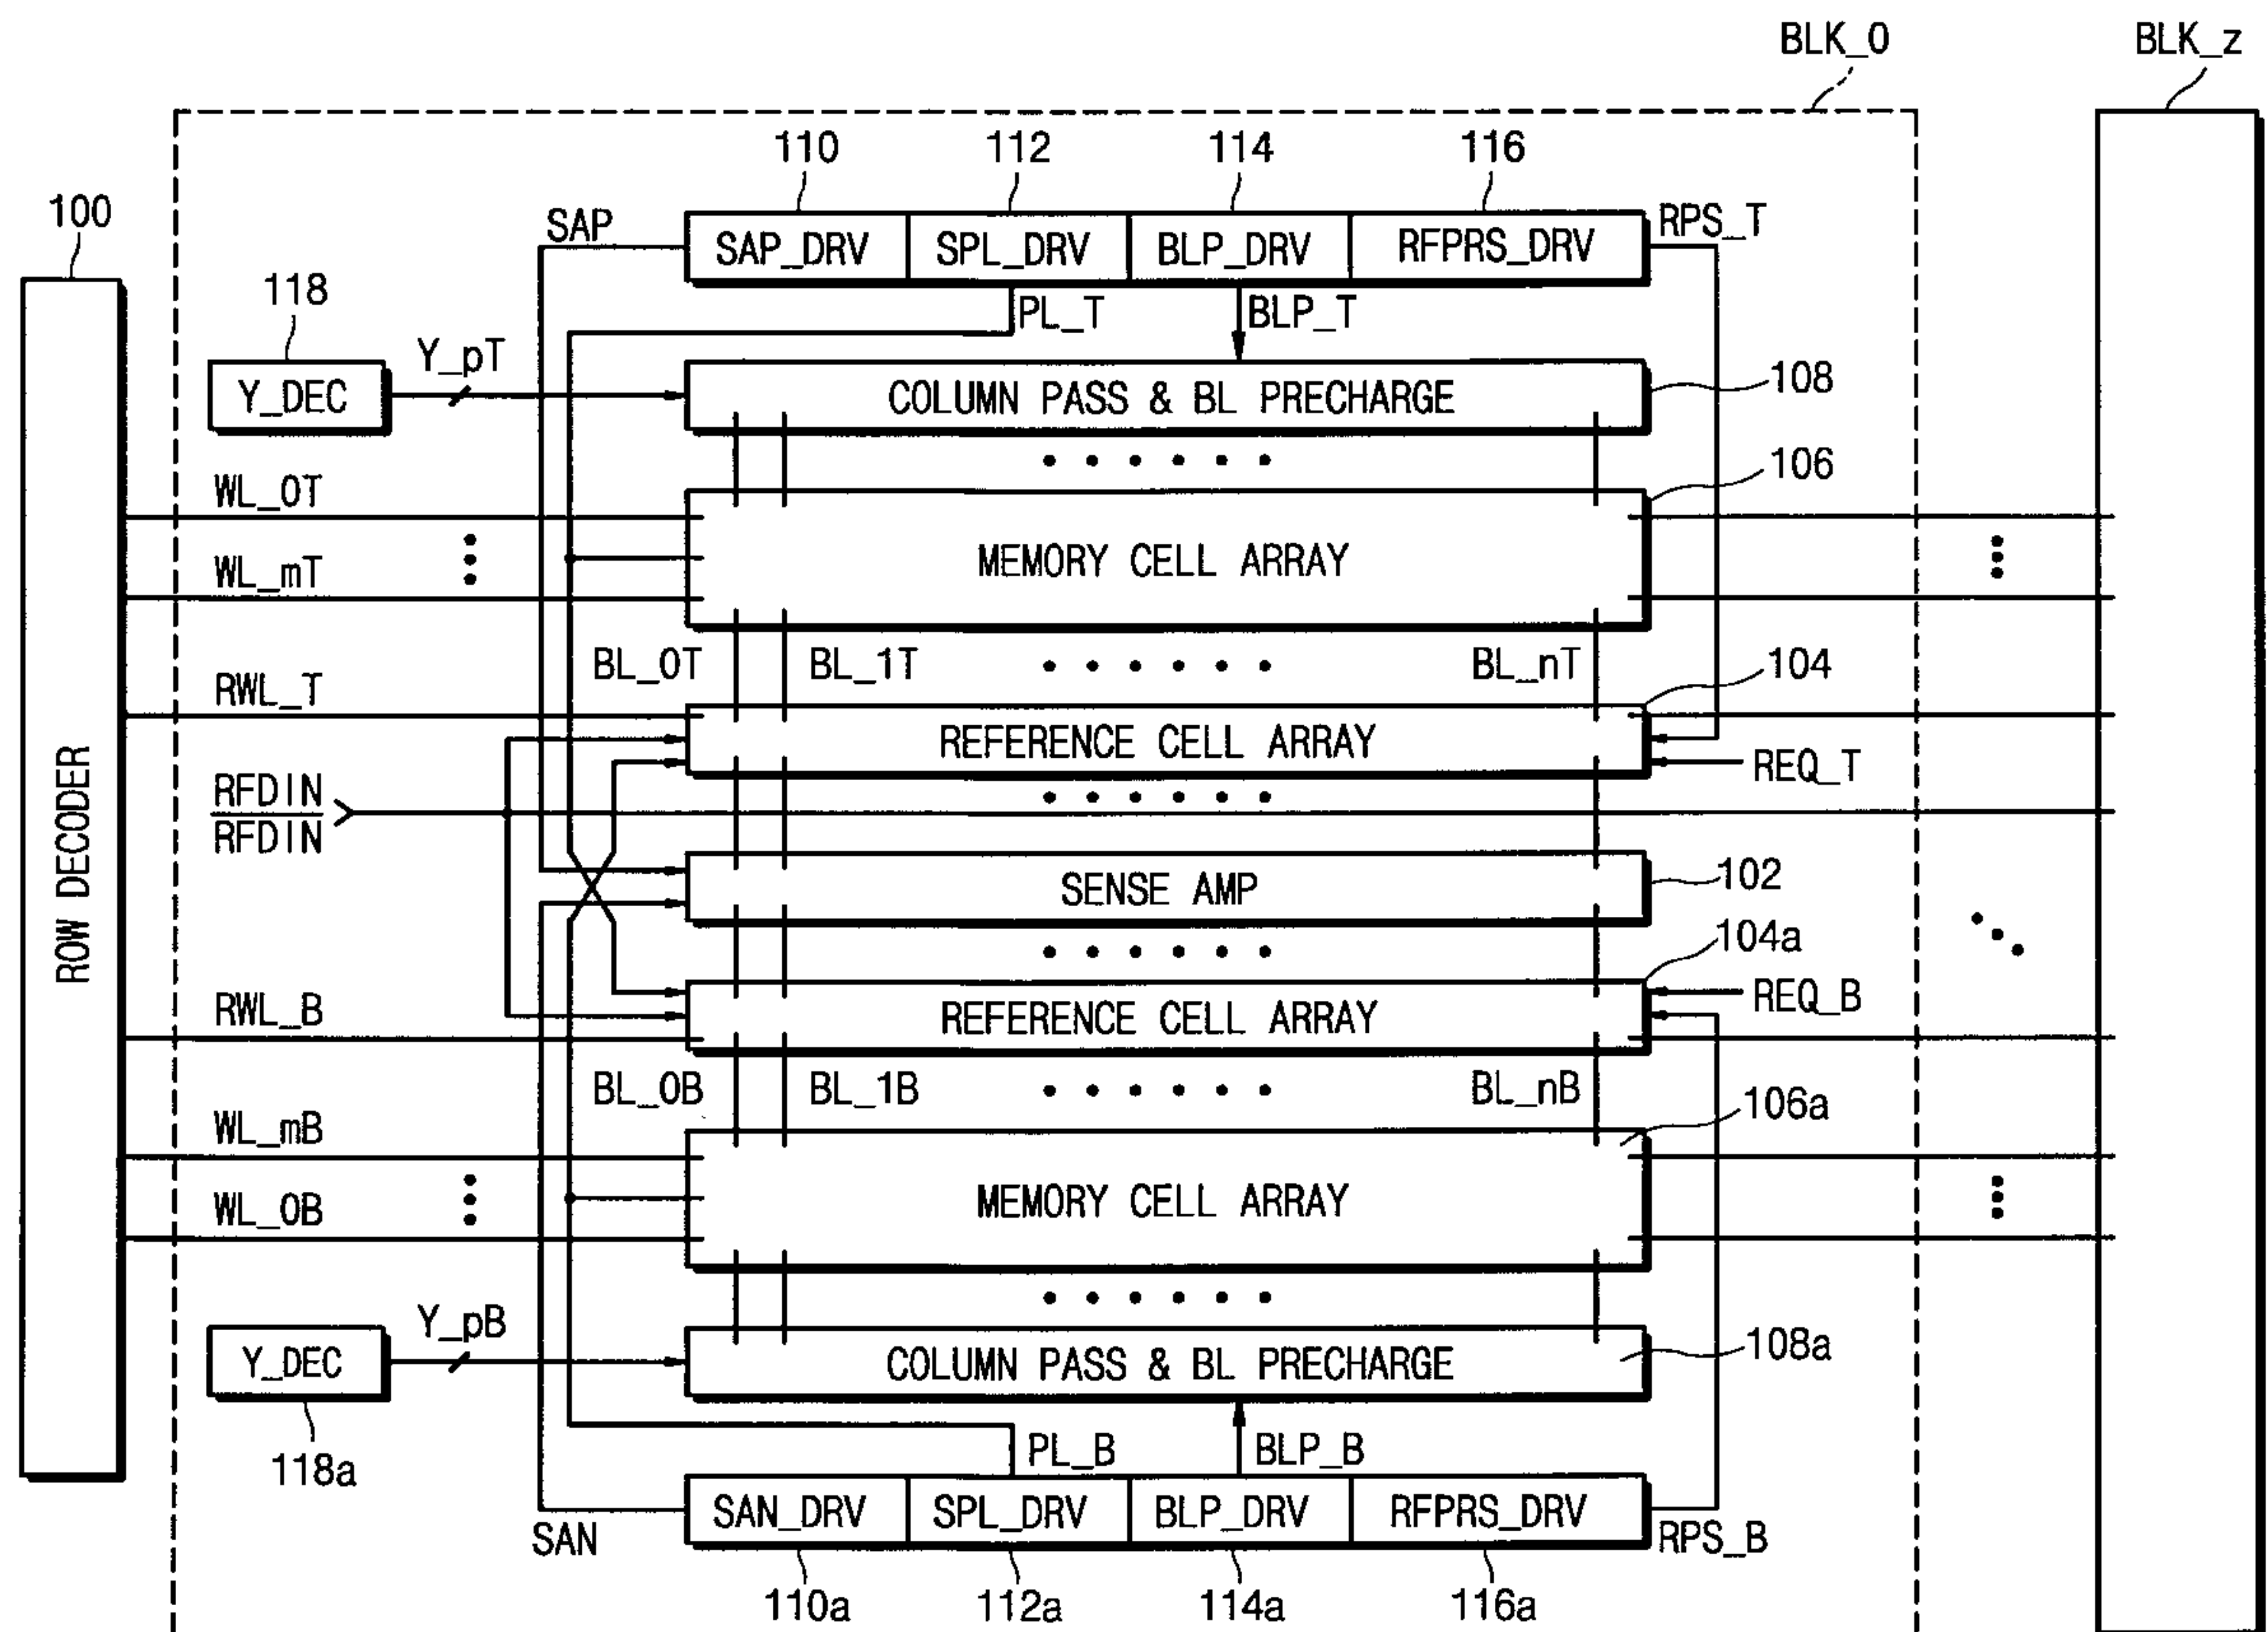 BLK_0
BLK_z
110
112
114
116
100
SAP
SAP_DRV
SPL_DRV
BLP_DRV
RFPRS_DRV
RPS_T
118
PL_T
BLP_T
Y_pT
Y_DEC
COLUMN PASS & BL PRECHARGE
108
WL_0T
106
WL_mT
MEMORY CELL ARRAY
BL_0T
BL_1T
BL_nT
104
RWL_T
REFERENCE CELL ARRAY
REQ_T
RFDIN
RFDIN
ROW DECODER
SENSE AMP
102
104a
RWL_B
REFERENCE CELL ARRAY
REQ_B
BL_0B
BL_1B
BL_nB
106a
WL_mB
MEMORY CELL ARRAY
WL_0B
Y_pB
Y_DEC
COLUMN PASS & BL PRECHARGE
108a
118a
PL_B
BLP_B
SAN
SAN_DRV
SPL_DRV
BLP_DRV
RFPRS_DRV
RPS_B
110a
112a
114a
116a